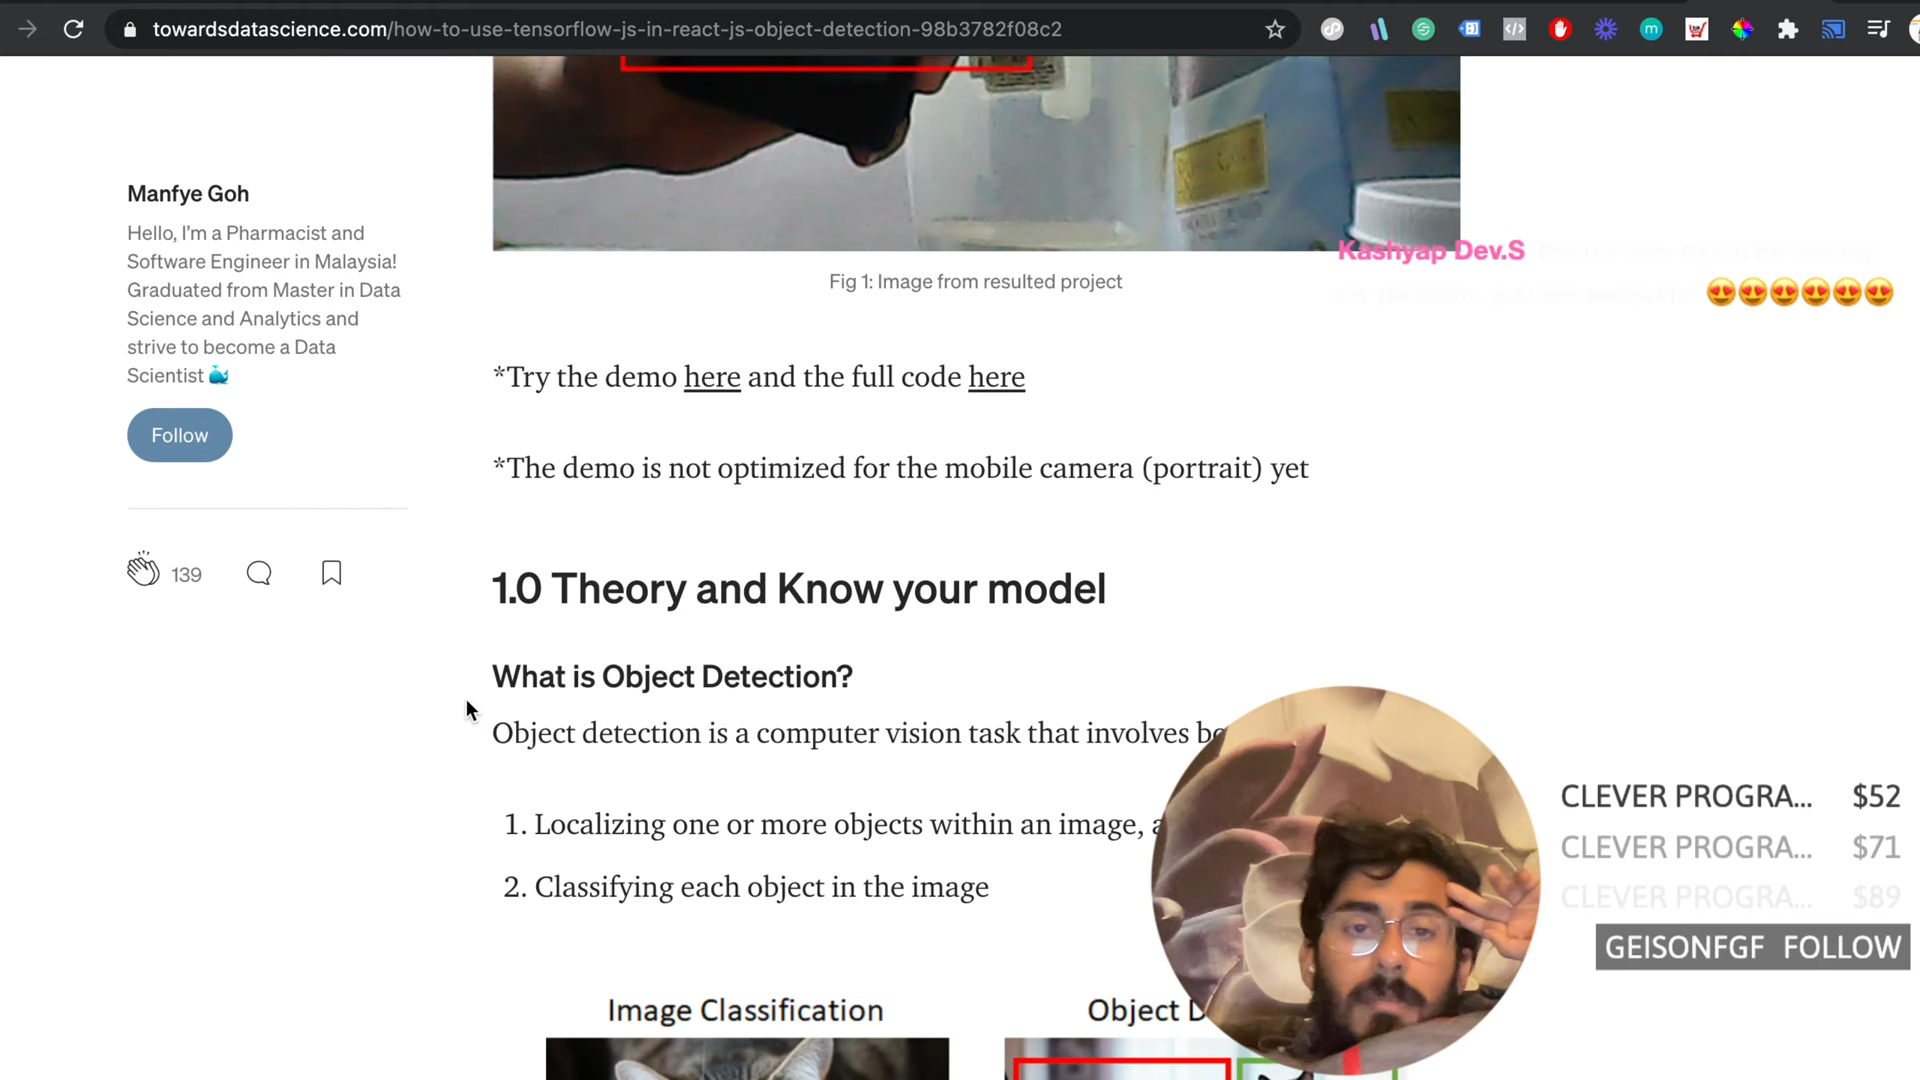 towardsdatascience.com/how-to-use-tensorflow-js-in-react-js-object-detection-98b3782f08c2
Manfye Goh
Hello, I'm a Pharmacist and
Software Engineer in Malaysia!
Graduated from Master in Data
Science and Analytics and
strive to become a Data
Scientist 🐳
Follow
139
Fig 1: Image from resulted project
Kashyap Dev.S
😍😍😍😍😍😍
*Try the demo here and the full code here
*The demo is not optimized for the mobile camera (portrait) yet
1.0 Theory and Know your model
What is Object Detection?
Object detection is a computer vision task that involves
1. Localizing one or more objects within an image,
2. Classifying each object in the image
Image Classification
Object
CLEVER PROGRA... $52
CLEVER PROGRA... $71
CLEVER PROGRA... $89
GEISONFGF FOLLOW